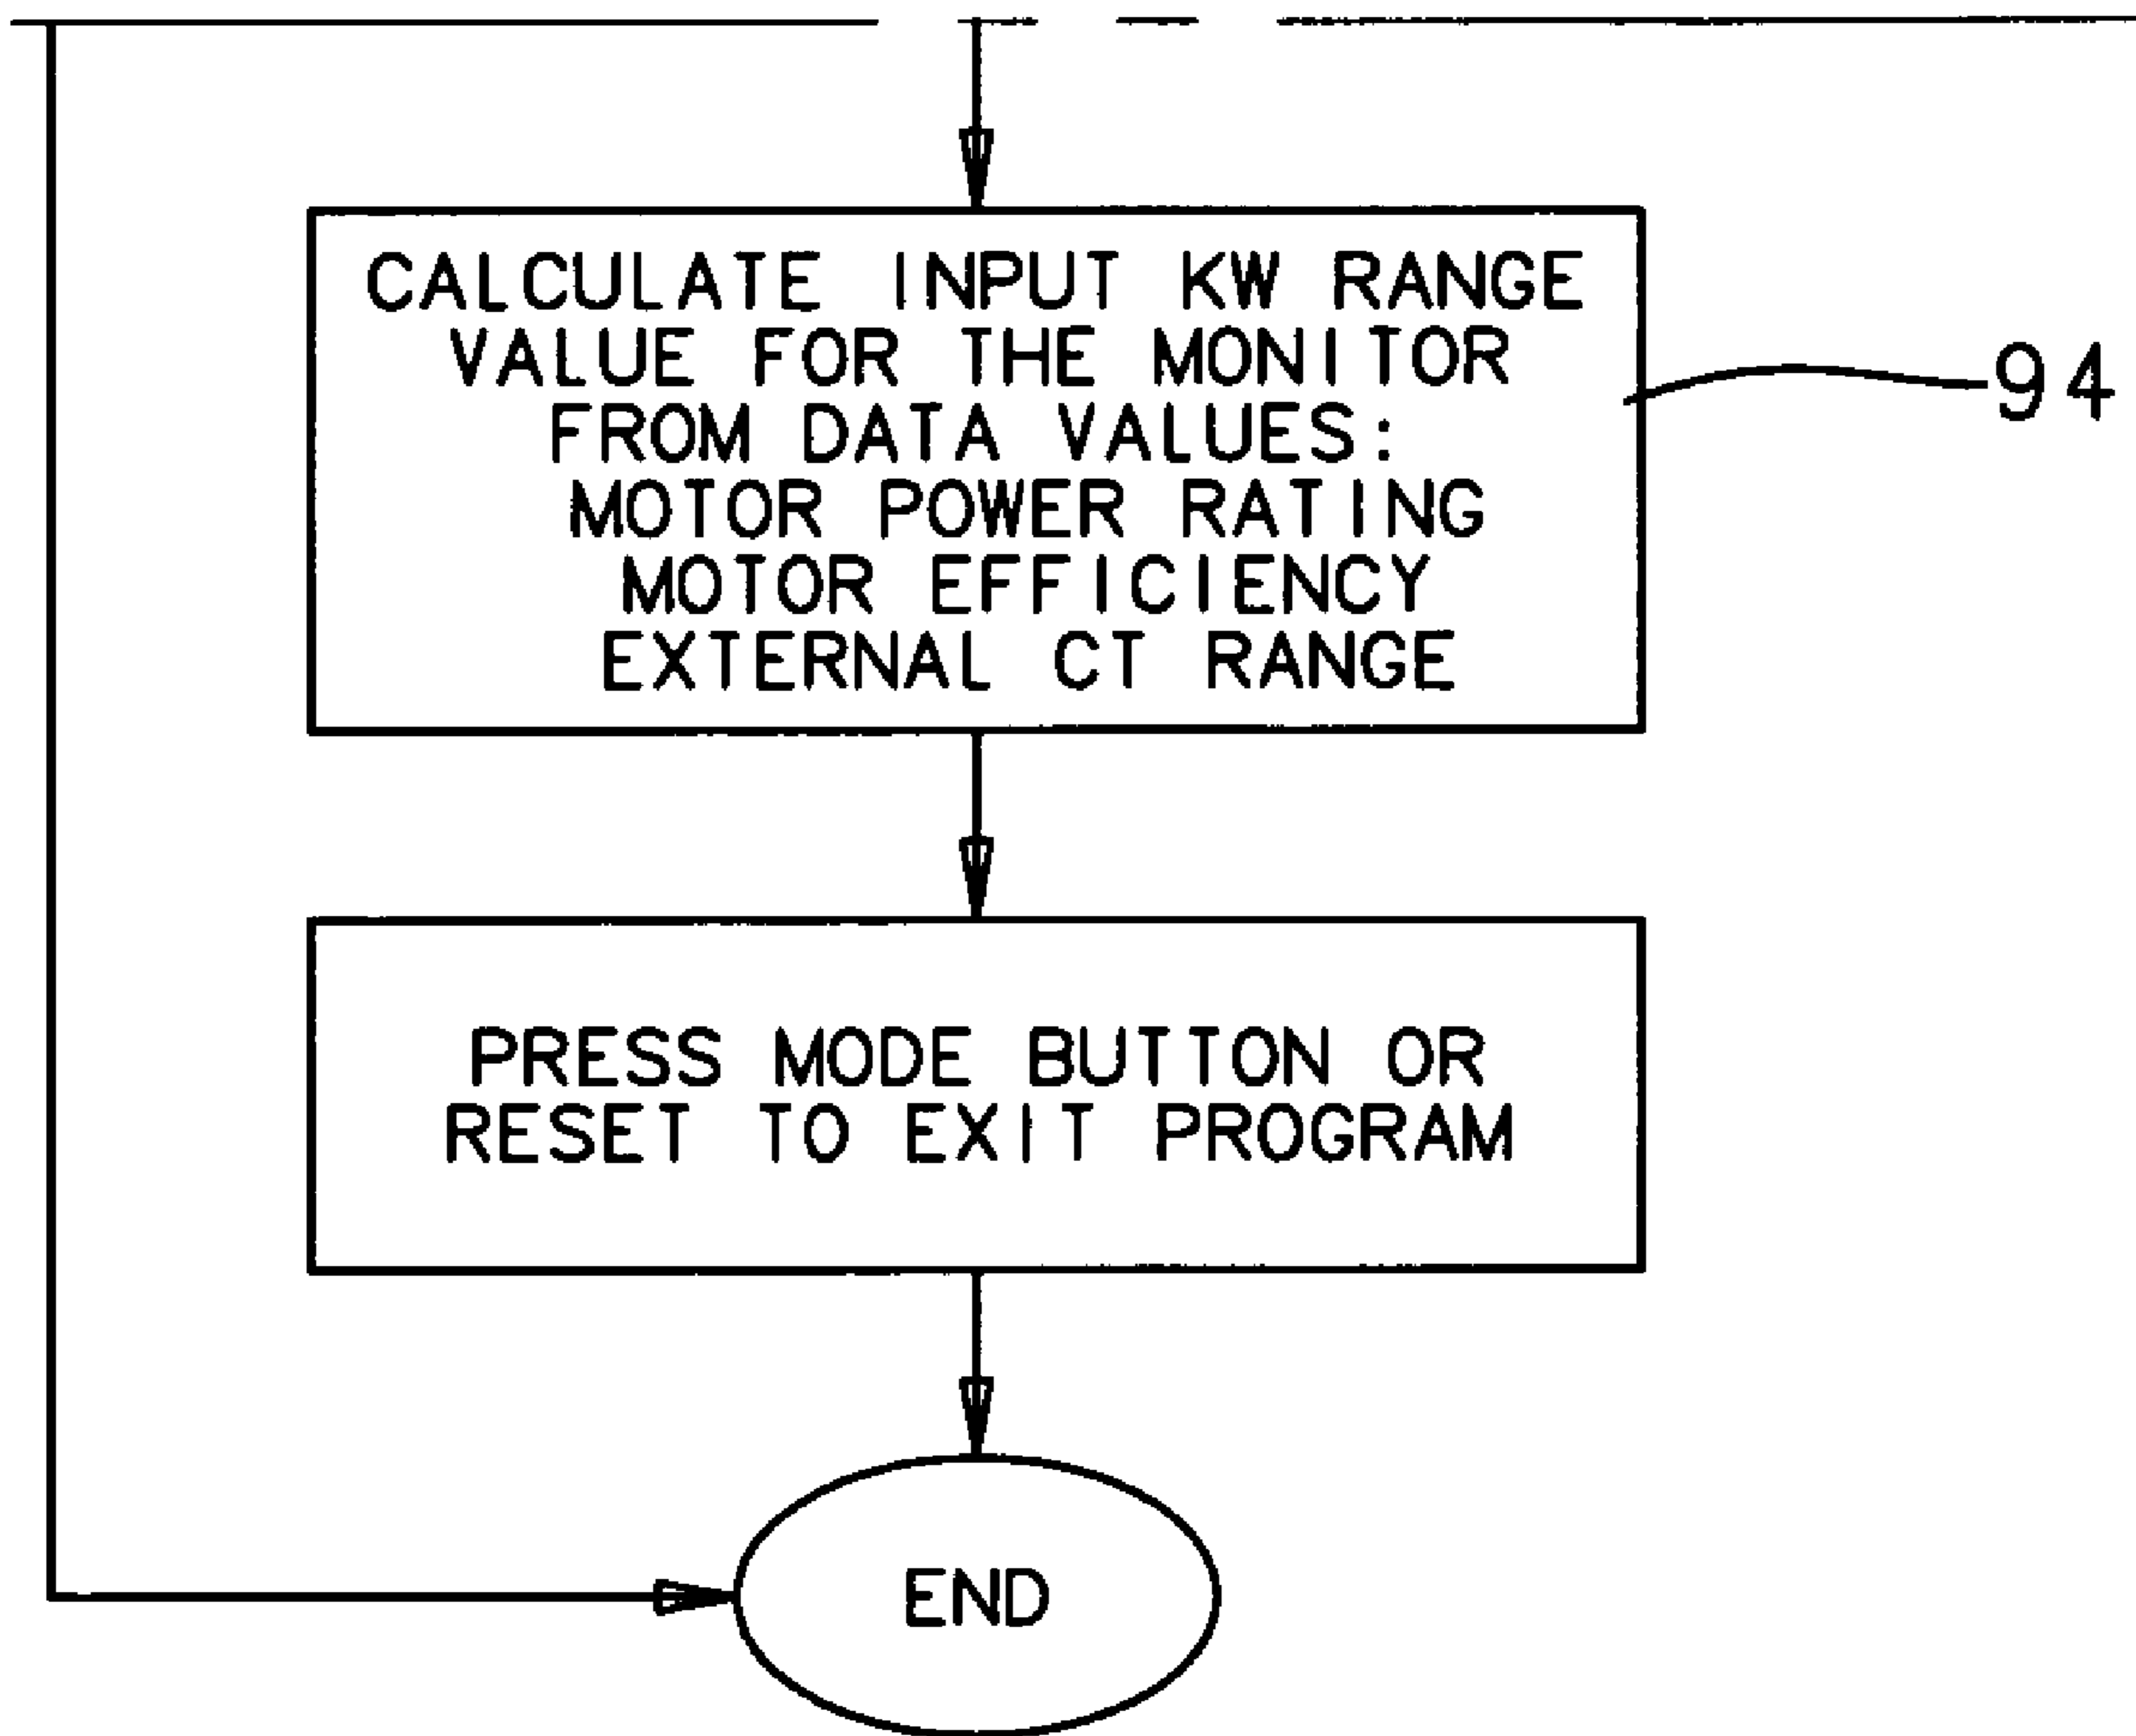 CALCULATE INPUT KW RANGE
VALUE FOR THE MONITOR
FROM DATA VALUES:
MOTOR POWER RATING
MOTOR EFFICIENCY
EXTERNAL CT RANGE
94
PRESS MODE BUTTON OR
RESET TO EXIT PROGRAM
END